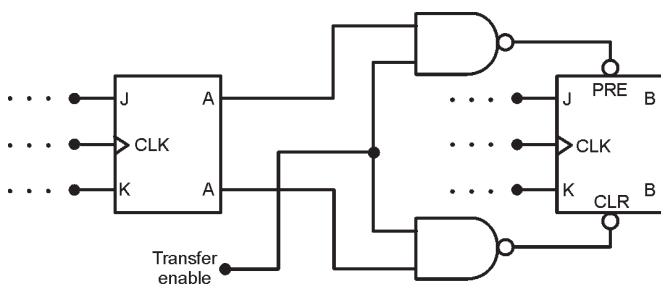 J A
CLK
K A
Transfer
enable
PRE
J B
CLK
K B
CLR